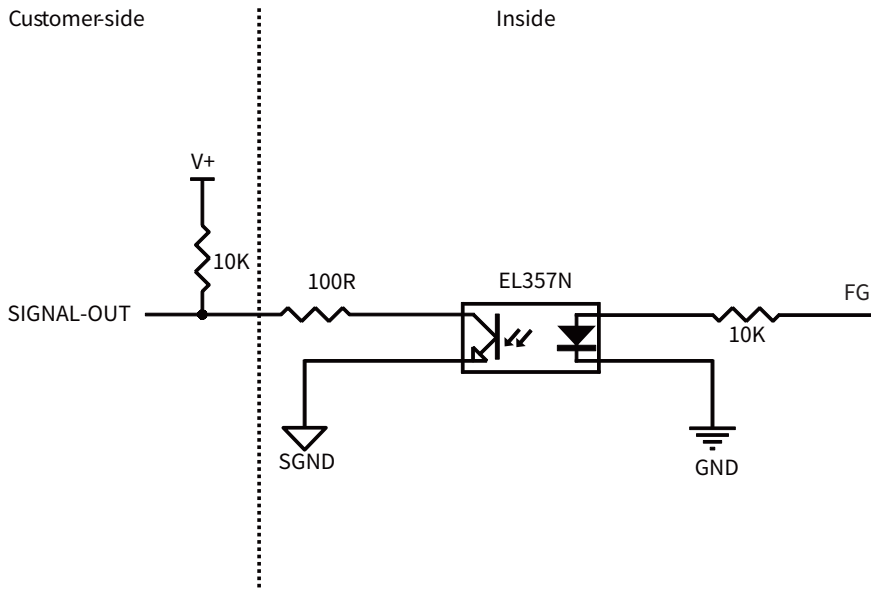 Customer-side
Inside
V+
10K
100R
EL357N
SIGNAL-OUT
FG
10K
SGND
GND